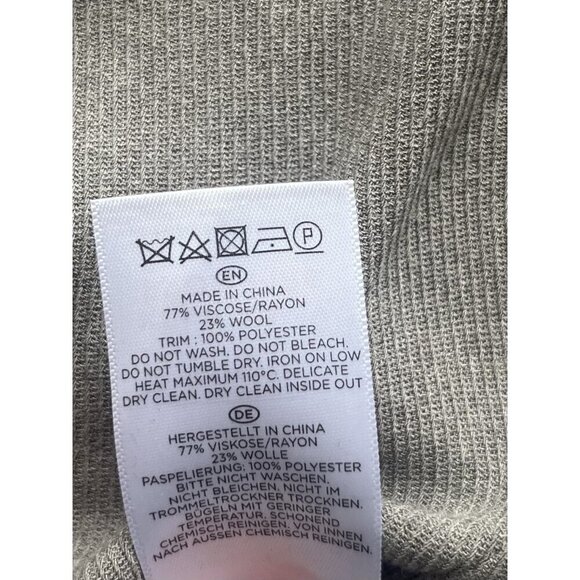 P
EN
MADE IN CHINA
77% VISCOSE/RAYON
23% WOOL
TRIM : 100% POLYESTER
DO NOT WASH. DO NOT BLEACH.
DO NOT TUMBLE DRY. IRON ON LOW
HEAT MAXIMUM 110°C. DELICATE
DRY CLEAN. DRY CLEAN INSIDE OUT
DE
HERGESTELLT IN CHINA
77% VISKOSE/RAYON
23% WOLLE
PASPELIERUNG: 100% POLYESTER
BITTE NICHT WASCHEN.
NICHT BLEICHEN. NICHT IM
TROMMELTROCKNER TROCKNEN.
BÜGELN MIT GERINGER
TEMPERATUR. SCHONEND
CHEMISCH REINIGEN. VON INNEN
NACH AUSSEN CHEMISCH REINIGEN.